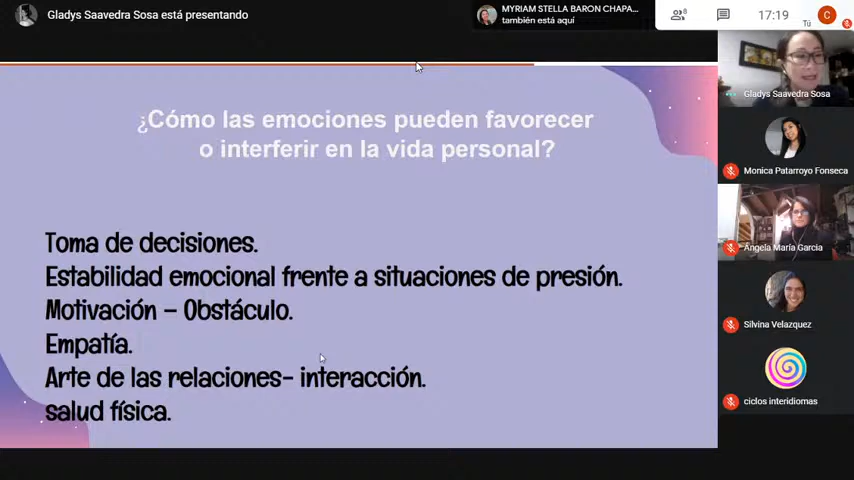 Gladys Saavedra Sosa está presentando
MYRIAM STELLA BARON CHAPA...
también está aquí
8
17:19
Tú
C
¿Cómo las emociones pueden favorecer
o interferir en la vida personal?
Toma de decisiones.
Estabilidad emocional frente a situaciones de presión.
Motivación – Obstáculo.
Empatía.
Arte de las relaciones- interacción.
salud física.
Gladys Saavedra Sosa
Monica Patarroyo Fonseca
Angela María García
Silvina Velazquez
ciclos interidiomas